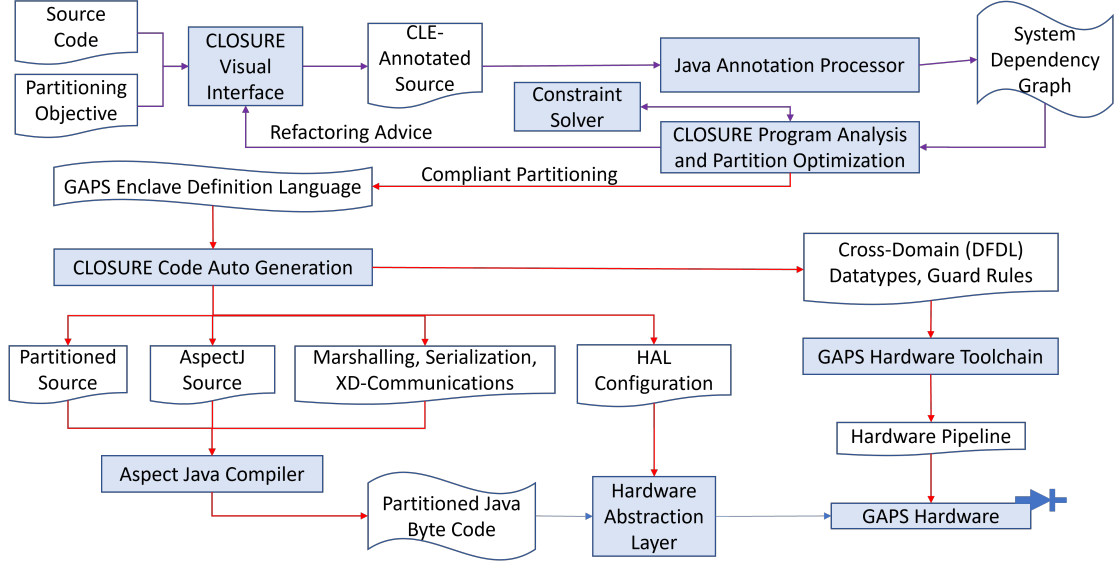 Source
Code
Partitioning
Objective
CLOSURE
Visual
Interface
CLE-
Annotated
Source
Java Annotation Processor
System
Dependency
Graph
Constraint
Solver
Refactoring Advice
CLOSURE Program Analysis
and Partition Optimization
Compliant Partitioning
GAPS Enclave Definition Language
CLOSURE Code Auto Generation
Cross-Domain (DFDL)
Datatypes, Guard Rules
Partitioned
Source
AspectJ
Source
Marshalling, Serialization,
XD-Communications
HAL
Configuration
GAPS Hardware Toolchain
Hardware Pipeline
Aspect Java Compiler
Partitioned Java
Byte Code
Hardware
Abstraction
Layer
GAPS Hardware